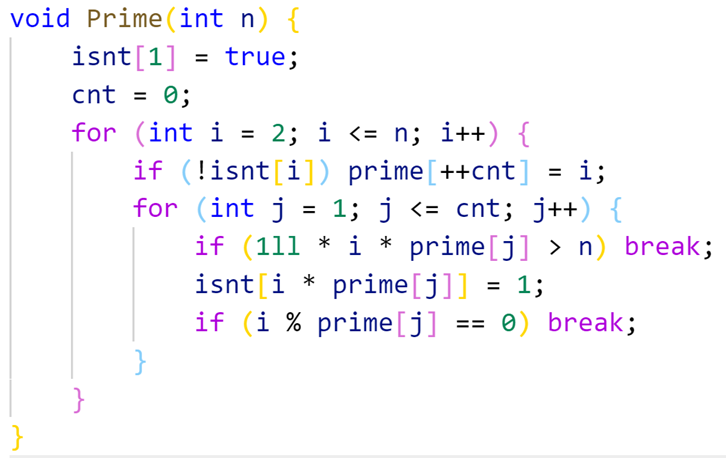 void Prime(int n) {
    isnt[1] = true;
    cnt = 0;
    for (int i = 2; i <= n; i++) {
        if (!isnt[i]) prime[++cnt] = i;
        for (int j = 1; j <= cnt; j++) {
            if (1ll * i * prime[j] > n) break;
            isnt[i * prime[j]] = 1;
            if (i % prime[j] == 0) break;
        }
    }
}